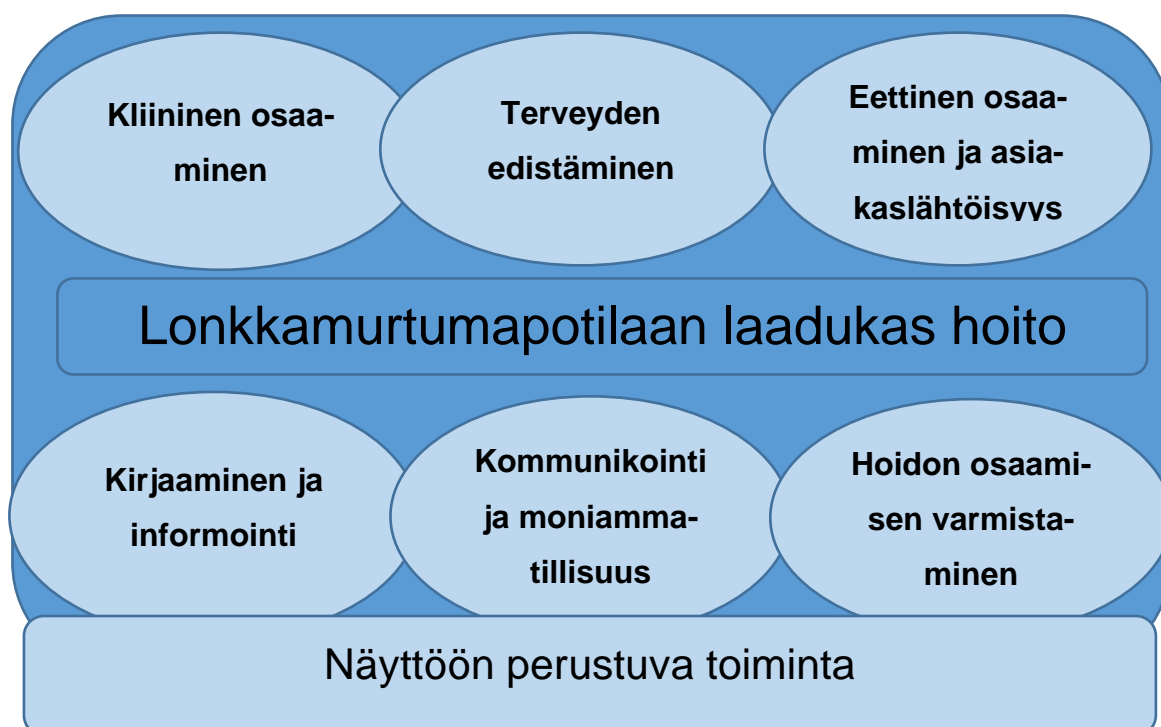 Kliininen osaa-
minen
Terveyden
edistäminen
Eettinen osaa-
minen ja asia-
kaslähtöisyys
Lonkkamurtumapotilaan laadukas hoito
Kirjaaminen ja
informointi
Kommunikointi
ja moniamma-
tillisuus
Hoidon osaami-
sen varmista-
minen
Näyttöön perustuva toiminta